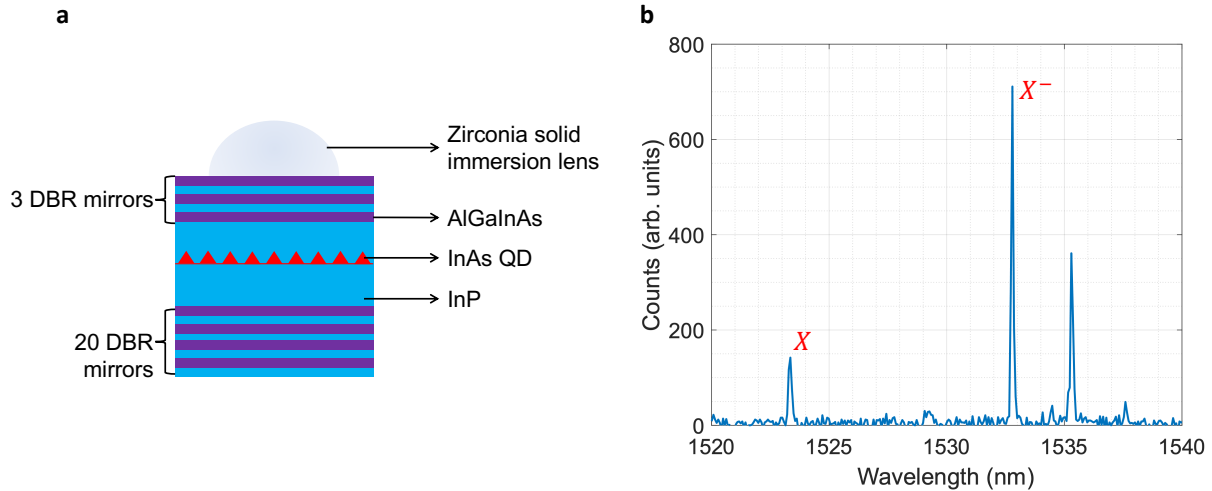 a
Zirconia solid
immersion lens
3 DBR mirrors
AlGaInAs
InAs QD
InP
20 DBR
mirrors
b
800
600
400
200
0
Counts (arb. units)
X
X⁻
1520
1525
1530
1535
1540
Wavelength (nm)